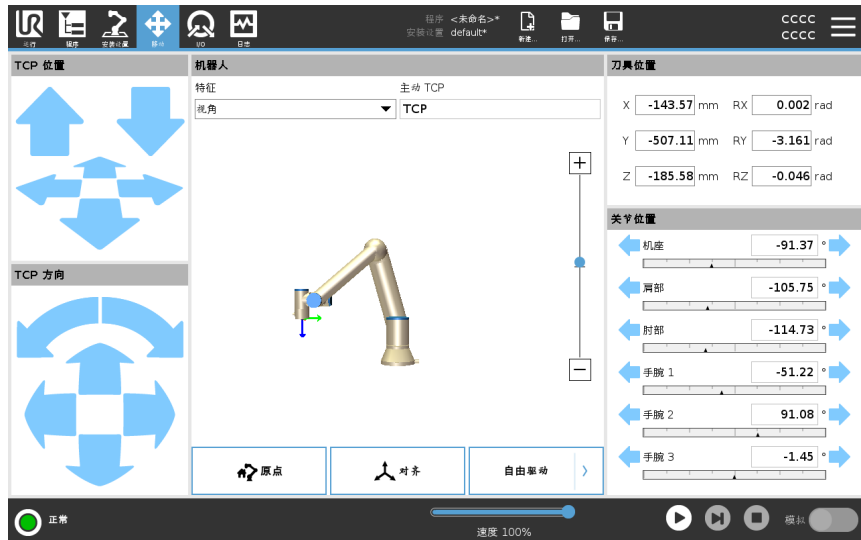 UR
程序 <未命名>*
安装设置 default*
CCCC
CCCC
运行
程序
安装设置
移动
I/O
日志
新建...
打开...
保存...
TCP 位置
机器人
刀具位置
特征
主动 TCP
视角
TCP
X -143.57 mm RX 0.002 rad
Y -507.11 mm RY -3.161 rad
Z -185.58 mm RZ -0.046 rad
关节位置
机座 -91.37 °
肩部 -105.75 °
肘部 -114.73 °
手腕 1 -51.22 °
手腕 2 91.08 °
手腕 3 -1.45 °
TCP 方向
原点
对齐
自由驱动
正常
速度 100%
模拟